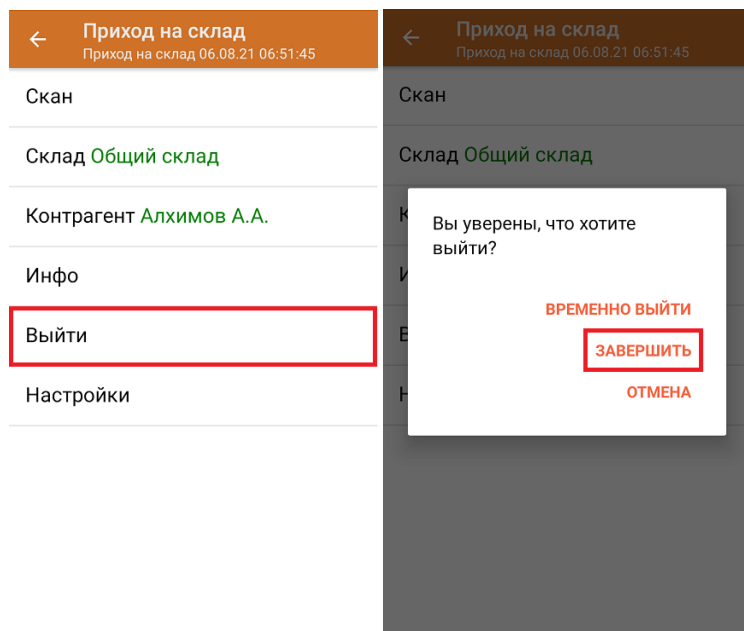 Приход на склад
Приход на склад 06.08.21 06:51:45
Скан
Склад Общий склад
Контрагент Алхимов А.А.
Инфо
Выйти
Настройки
Приход на склад
Приход на склад 06.08.21 06:51:45
Скан
Склад Общий склад
К
И
В
Н
Вы уверены, что хотите
выйти?
ВРЕМЕННО ВЫЙТИ
ЗАВЕРШИТЬ
ОТМЕНА